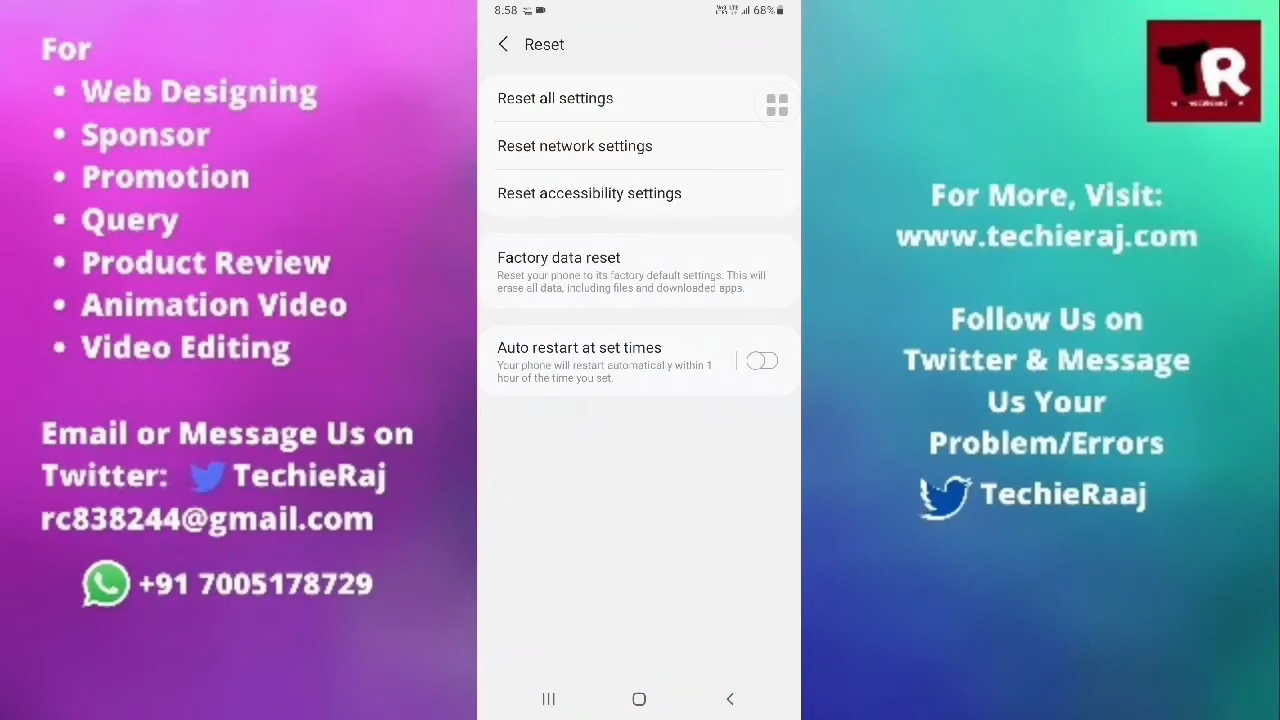 For
• Web Designing
• Sponsor
• Promotion
• Query
• Product Review
• Animation Video
• Video Editing
Email or Message Us on
Twitter: TechieRaj
rc838244@gmail.com
+91 7005178729
8:58
68%
Reset
Reset all settings
Reset network settings
Reset accessibility settings
Factory data reset
Reset your phone to its factory default settings. This will
erase all data, including files and downloaded apps.
Auto restart at set times
Your phone will restart automatically within 1
hour of the time you set.
TR
For More, Visit:
www.techieraj.com
Follow Us on
Twitter & Message
Us Your
Problem/Errors
TechieRaaj